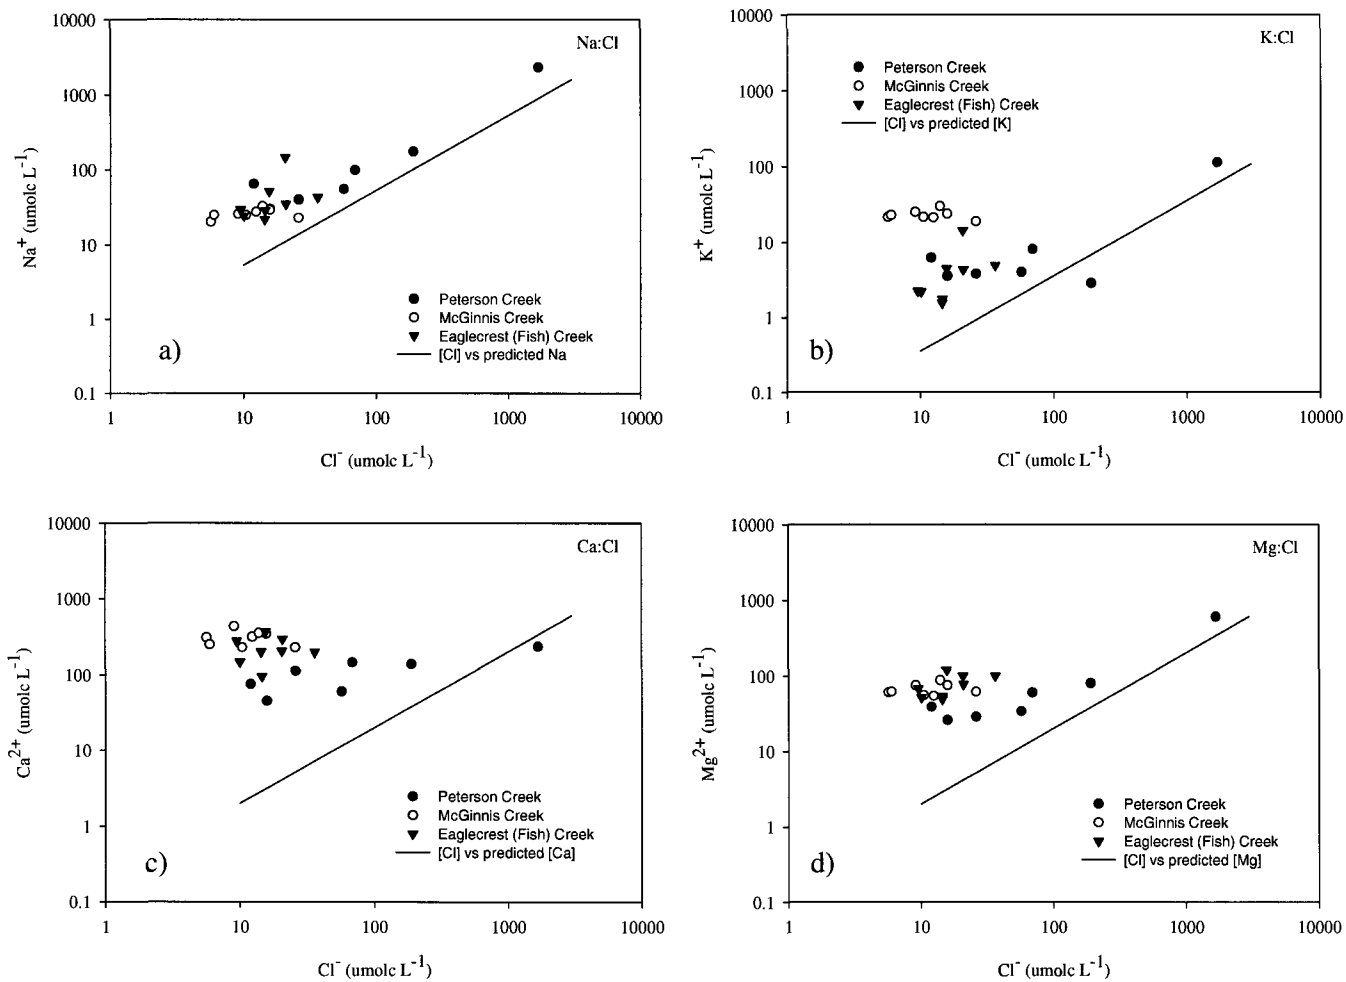 10000
1000
100
10
1
0.1
Na⁺ (umolc L⁻¹)
Na:Cl
Peterson Creek
McGinnis Creek
Eaglecrest (Fish) Creek
[Cl] vs predicted Na
a)
1 10 100 1000 10000
Cl⁻ (umolc L⁻¹)
10000
1000
100
10
1
0.1
K⁺ (umolc L⁻¹)
K:Cl
Peterson Creek
McGinnis Creek
Eaglecrest (Fish) Creek
[Cl] vs predicted [K]
b)
1 10 100 1000 10000
Cl⁻ (umolc L⁻¹)
10000
1000
100
10
1
0.1
Ca²⁺ (umolc L⁻¹)
Ca:Cl
Peterson Creek
McGinnis Creek
Eaglecrest (Fish) Creek
[Cl] vs predicted [Ca]
c)
1 10 100 1000 10000
Cl⁻ (umolc L⁻¹)
10000
1000
100
10
1
0.1
Mg²⁺ (umolc L⁻¹)
Mg:Cl
Peterson Creek
McGinnis Creek
Eaglecrest (Fish) Creek
[Cl] vs predicted [Mg]
d)
1 10 100 1000 10000
Cl⁻ (umolc L⁻¹)